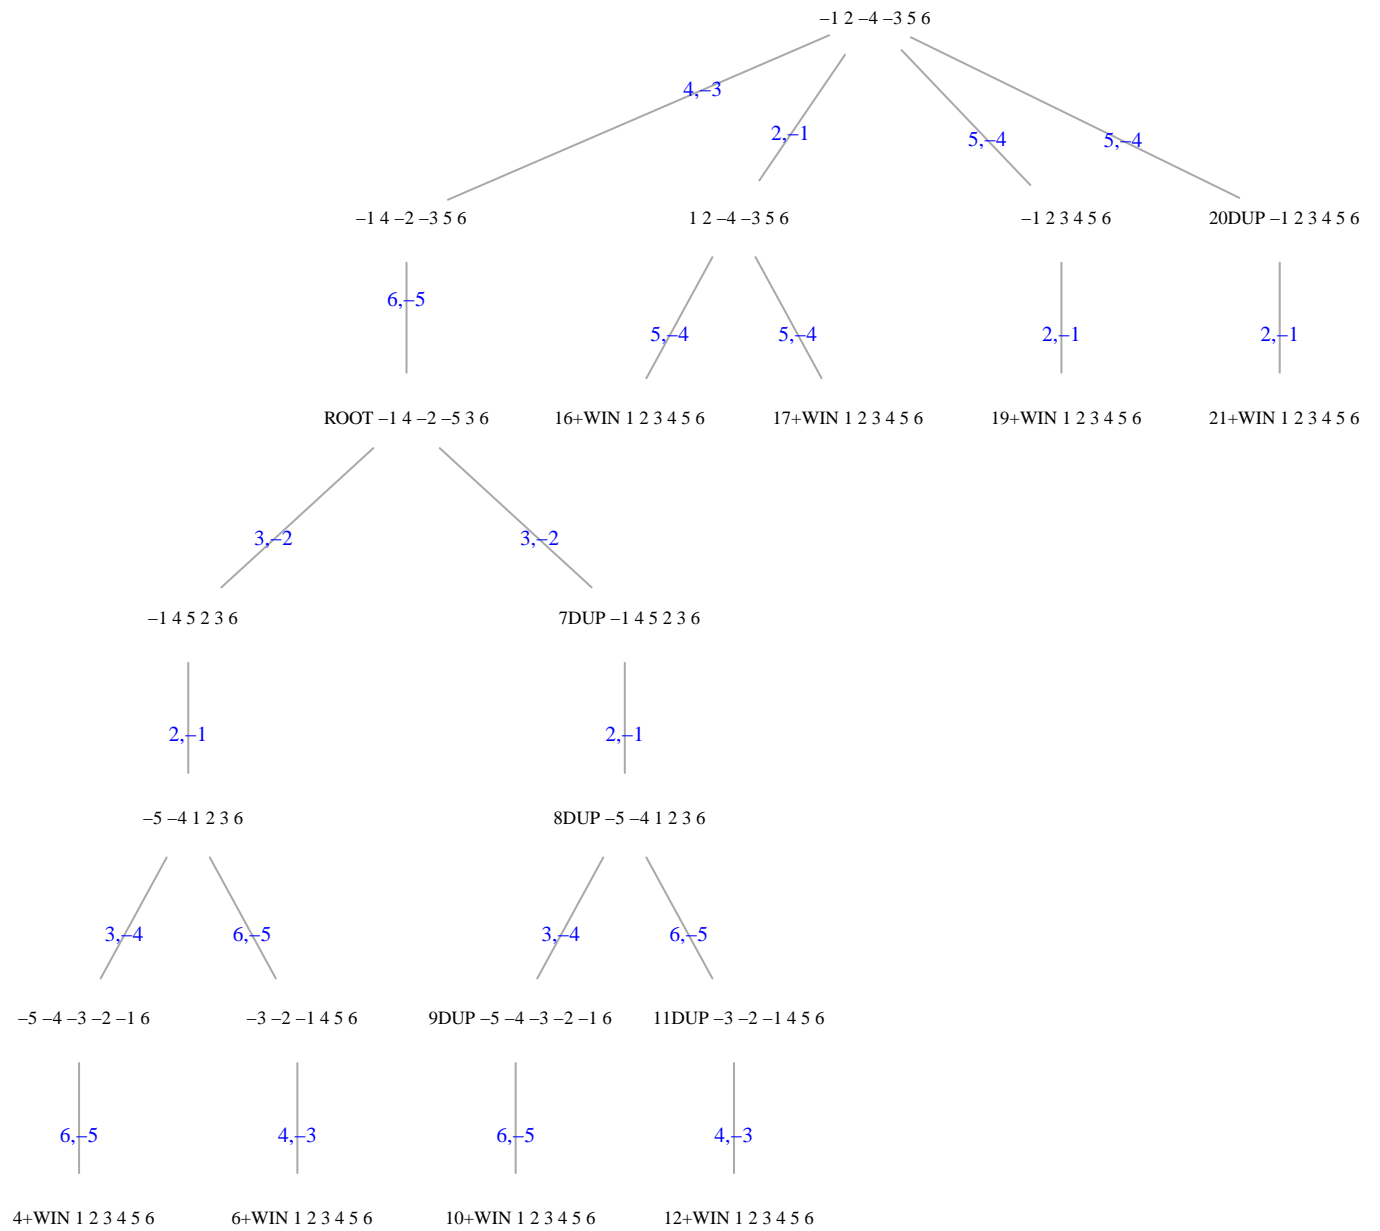 –1 2 –4 –3 5 6
4,–3
2,–1
5,–4
5,–4
–1 4 –2 –3 5 6
1 2 –4 –3 5 6
–1 2 3 4 5 6
20DUP –1 2 3 4 5 6
6,–5
5,–4
5,–4
2,–1
2,–1
ROOT –1 4 –2 –5 3 6
16+WIN 1 2 3 4 5 6
17+WIN 1 2 3 4 5 6
19+WIN 1 2 3 4 5 6
21+WIN 1 2 3 4 5 6
3,–2
3,–2
–1 4 5 2 3 6
7DUP –1 4 5 2 3 6
2,–1
2,–1
–5 –4 1 2 3 6
8DUP –5 –4 1 2 3 6
3,–4
6,–5
3,–4
6,–5
–5 –4 –3 –2 –1 6
–3 –2 –1 4 5 6
9DUP –5 –4 –3 –2 –1 6
11DUP –3 –2 –1 4 5 6
6,–5
4,–3
6,–5
4,–3
4+WIN 1 2 3 4 5 6
6+WIN 1 2 3 4 5 6
10+WIN 1 2 3 4 5 6
12+WIN 1 2 3 4 5 6